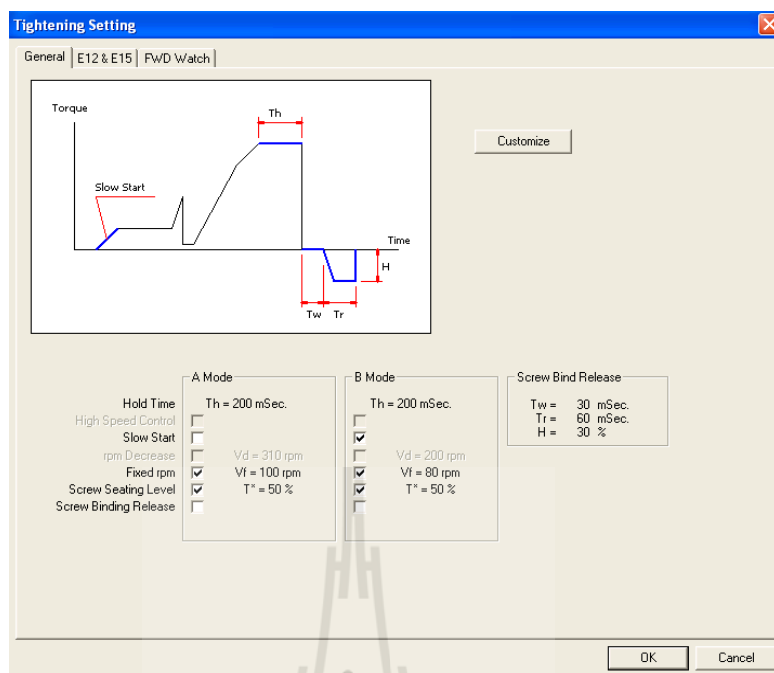 Tightening Setting
General E12 & E15 FWD Watch
Torque
Th
Customize
Slow Start
Time
H
Tw Tr
A Mode B Mode Screw Bind Release
Hold Time Th = 200 mSec. Th = 200 mSec. Tw = 30 mSec.
High Speed Control Tr = 60 mSec.
Slow Start H = 30 %
rpm Decrease Vd = 310 rpm Vd = 200 rpm
Fixed rpm Vf = 100 rpm Vf = 80 rpm
Screw Seating Level T* = 50 % T* = 50 %
Screw Binding Release
OK Cancel